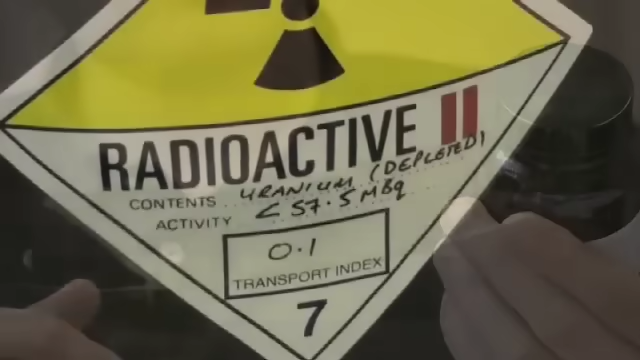 RADIOACTIVE II
CONTENTS URANIUM (DEPLETED)
ACTIVITY < 57.5 MBq
0.1
TRANSPORT INDEX
7